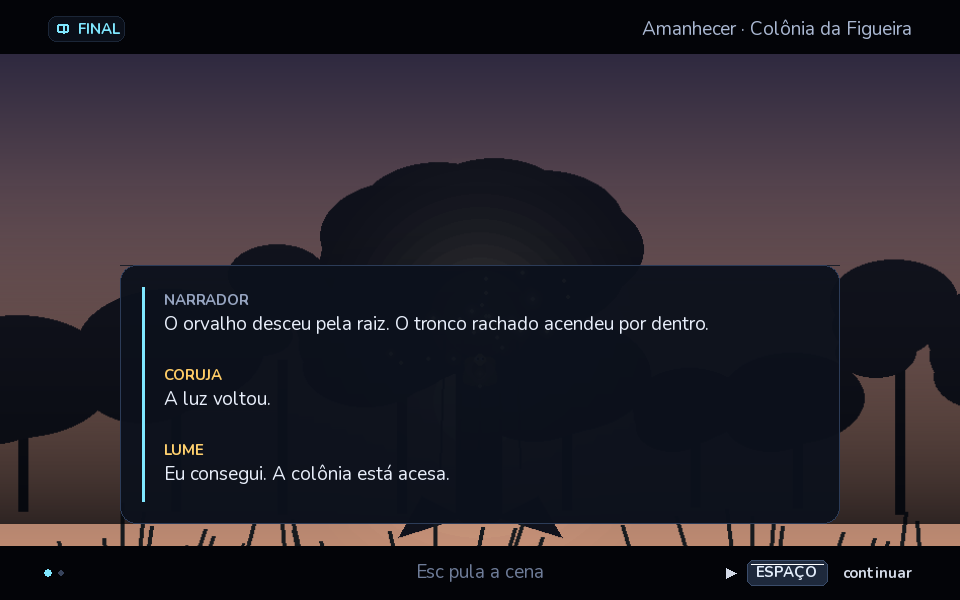 FINAL
Amanhecer · Colônia da Figueira
NARRADOR
O orvalho desceu pela raiz. O tronco rachado acendeu por dentro.
CORUJA
A luz voltou.
LUME
Eu consegui. A colônia está acesa.
Esc pula a cena
▶ ESPAÇO continuar